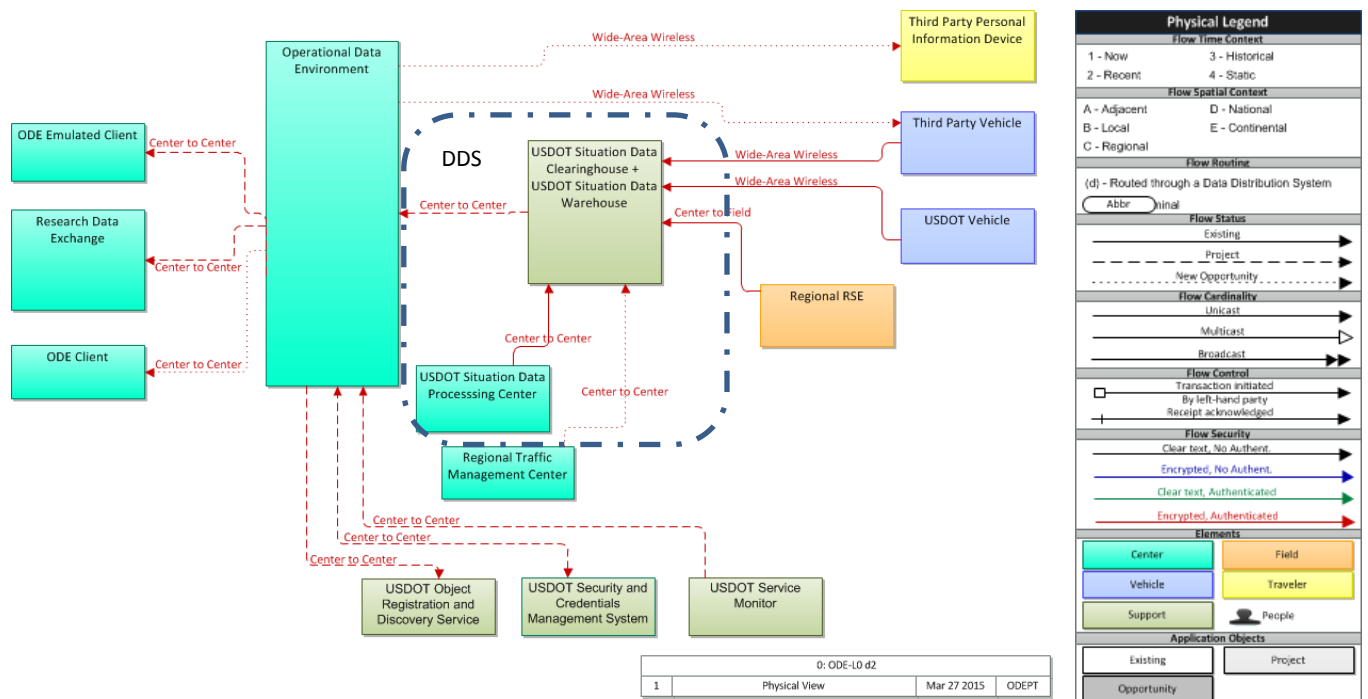 Operational Data
Environment
Wide-Area Wireless
Third Party Personal
Information Device
Wide-Area Wireless
Third Party Vehicle
ODE Emulated Client
Center to Center
DDS
USDOT Situation Data
Clearinghouse +
USDOT Situation Data
Warehouse
Wide-Area Wireless
Wide-Area Wireless
Center to Center
Center to Field
USDOT Vehicle
Research Data
Exchange
Center to Center
Regional RSE
ODE Client
Center to Center
Center to Center
USDOT Situation Data
Processsing Center
Center to Center
Regional Traffic
Management Center
Center to Center
Center to Center
Center to Center
USDOT Object
Registration and
Discovery Service
USDOT Security and
Credentials
Management System
USDOT Service
Monitor
0: ODE-L0 d2
1 Physical View Mar 27 2015 ODEPT
Physical Legend
Flow Time Context
1 - Now 3 - Historical
2 - Recent 4 - Static
Flow Spatial Context
A - Adjacent D - National
B - Local E - Continental
C - Regional
Flow Routing
(d) - Routed through a Data Distribution System
Abbr minal
Flow Status
Existing
Project
New Opportunity
Flow Cardinality
Unicast
Multicast
Broadcast
Flow Control
Transaction initiated
By left-hand party
Receipt acknowledged
Flow Security
Clear text, No Authent.
Encrypted, No Authent.
Clear text, Authenticated
Encrypted, Authenticated
Elements
Center Field
Vehicle Traveler
Support People
Application Objects
Existing Project
Opportunity